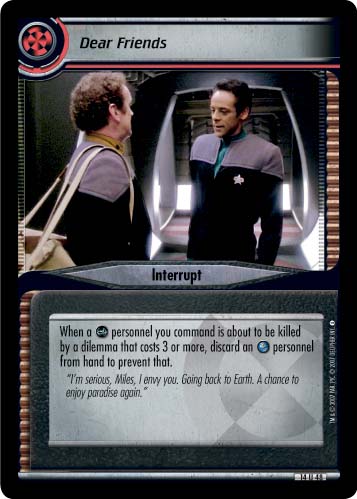 Dear Friends
Interrupt
When a personnel you command is about to be killed
by a dilemma that costs 3 or more, discard an personnel
from hand to prevent that.
"I'm serious, Miles, I envy you. Going back to Earth. A chance to
enjoy paradise again."